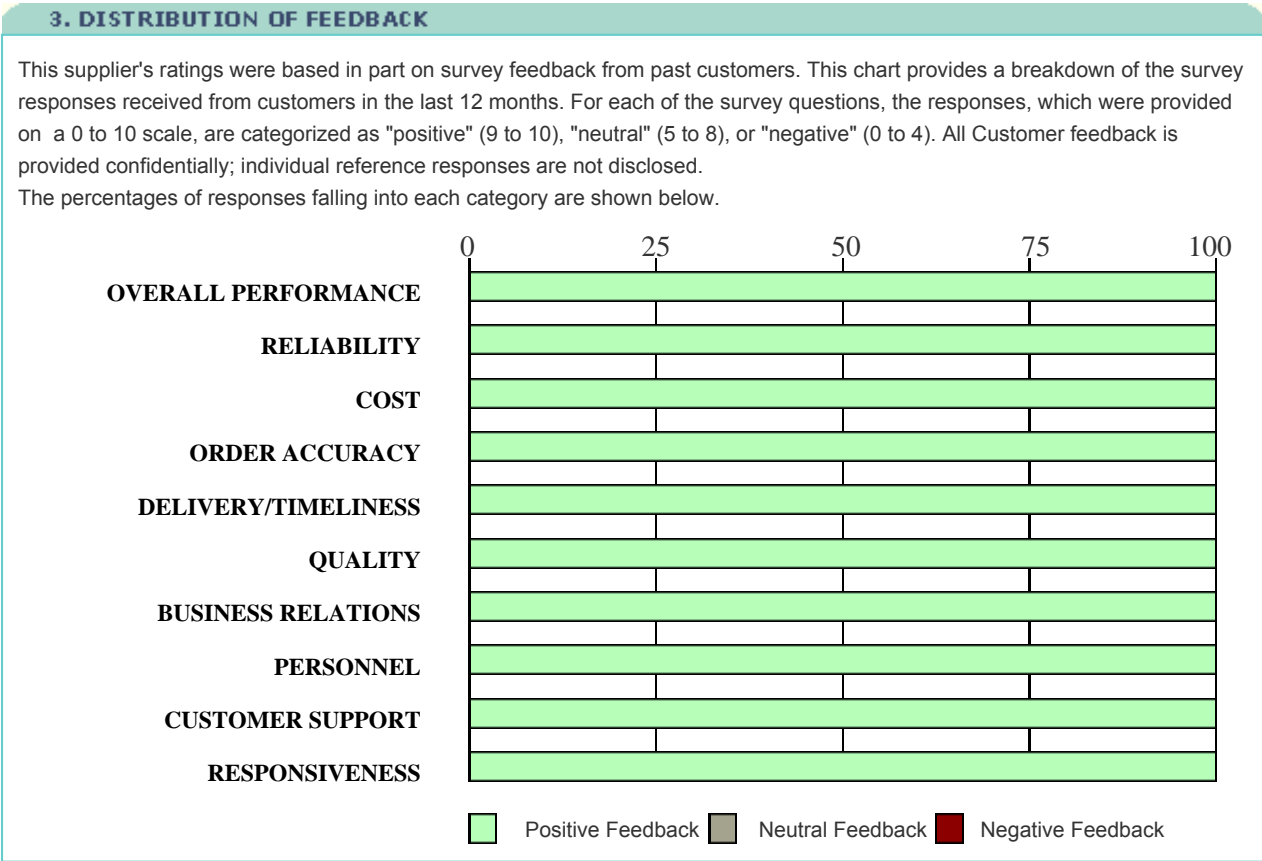 3. DISTRIBUTION OF FEEDBACK
This supplier's ratings were based in part on survey feedback from past customers. This chart provides a breakdown of the survey
responses received from customers in the last 12 months. For each of the survey questions, the responses, which were provided
on a 0 to 10 scale, are categorized as "positive" (9 to 10), "neutral" (5 to 8), or "negative" (0 to 4). All Customer feedback is
provided confidentially; individual reference responses are not disclosed.
The percentages of responses falling into each category are shown below.
0 25 50 75 100
OVERALL PERFORMANCE
RELIABILITY
COST
ORDER ACCURACY
DELIVERY/TIMELINESS
QUALITY
BUSINESS RELATIONS
PERSONNEL
CUSTOMER SUPPORT
RESPONSIVENESS
Positive Feedback Neutral Feedback Negative Feedback